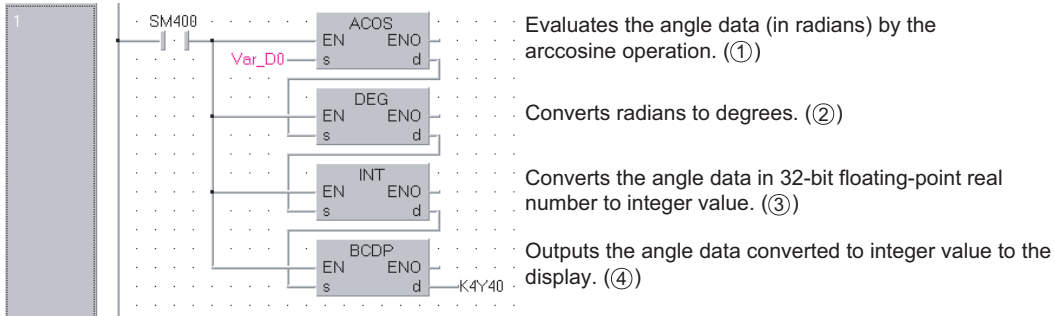 1
SM400
ACOS
EN ENO
Var_D0 s d
Evaluates the angle data (in radians) by the
arccosine operation. (①)
DEG
EN ENO
s d
Converts radians to degrees. (②)
INT
EN ENO
s d
Converts the angle data in 32-bit floating-point real
number to integer value. (③)
BCDP
EN ENO
s d K4Y40
Outputs the angle data converted to integer value to the
display. (④)